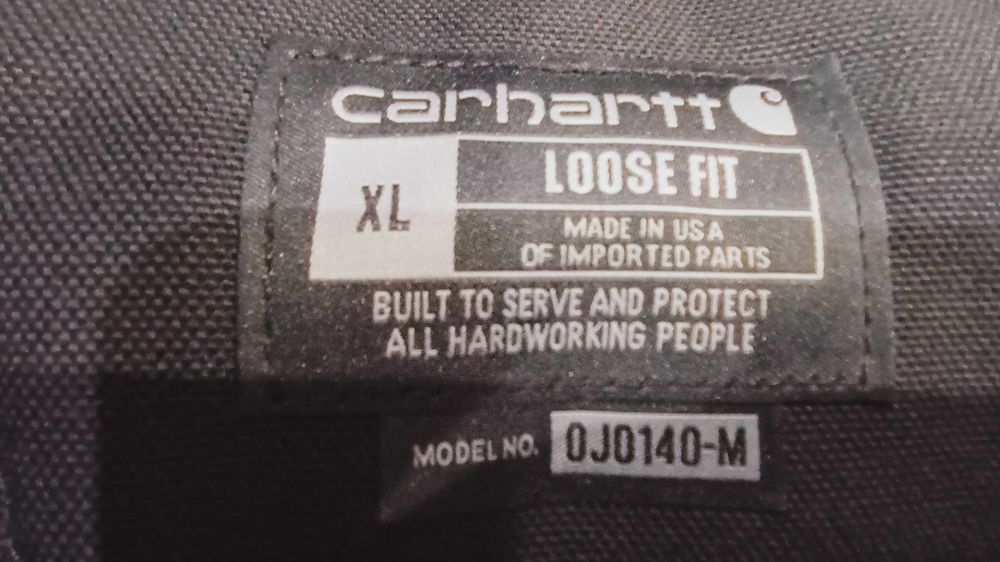 carhartt
XL
LOOSE FIT
MADE IN USA
OF IMPORTED PARTS
BUILT TO SERVE AND PROTECT
ALL HARDWORKING PEOPLE
MODEL NO. 0J0140-M